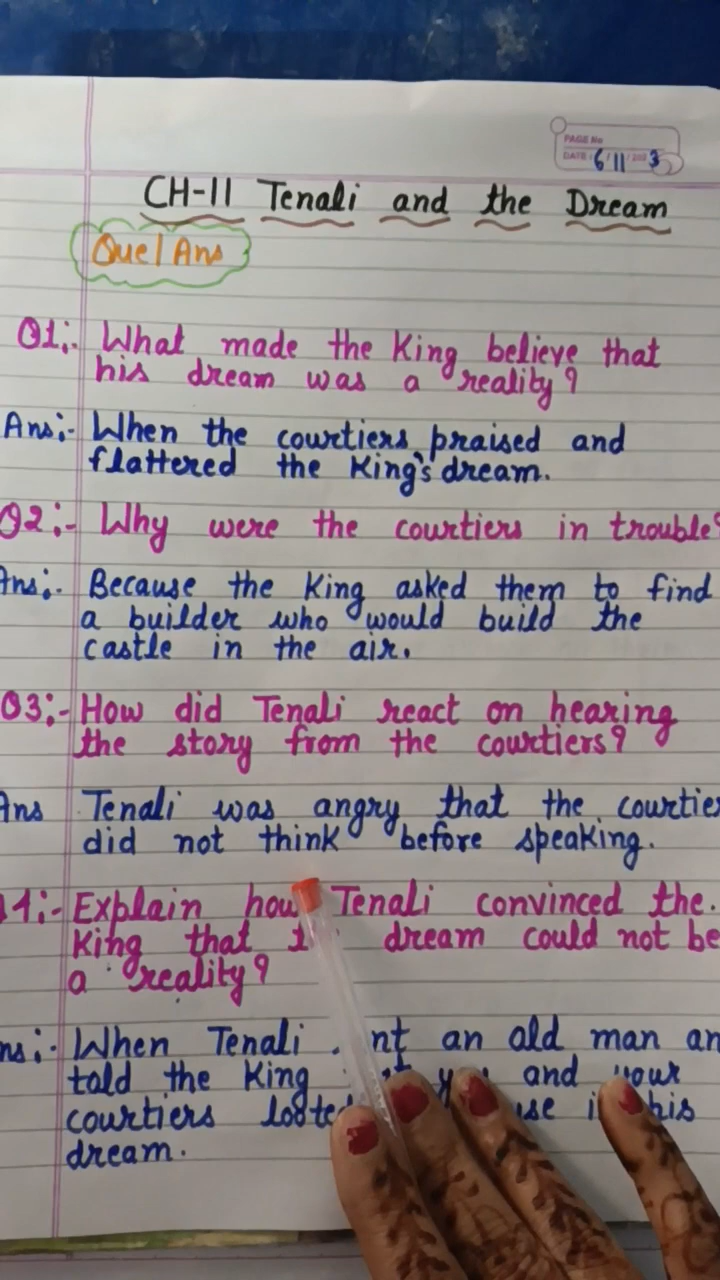 PAGE No
DATE 6/11/2023
CH-11 Tenali and the Dream
Que/Ans
Q1:- What made the King believe that
his dream was a reality?
Ans:- When the courtiers praised and
flattered the King's dream.
Q2:- Why were the courtiers in trouble?
Ans:- Because the King asked them to find
a builder who would build the
castle in the air.
Q3:- How did Tenali react on hearing
the story from the courtiers?
Ans Tenali was angry that the courtie
did not think before speaking.
4:- Explain how Tenali convinced the
King that dream could not be
a reality?
ns:- When Tenali an old man an
told the King and your
courtiers his
dream.